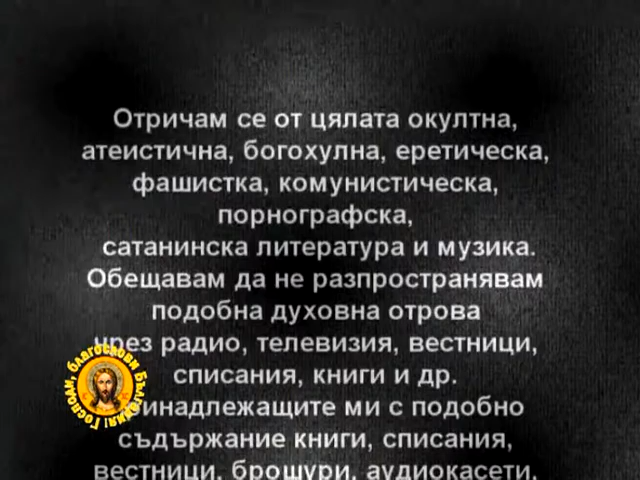 Отричам се от цялата окултна,
атеистична, богохулна, еретическа,
фашистка, комунистическа,
порнографска,
сатанинска литература и музика.
Обещавам да не разпространявам
подобна духовна отрова
чрез радио, телевизия, вестници,
списания, книги и др.
ринадлежащите ми с подобно
съдържание книги, списания,
вестници, брошури, аудиокасети,
Господи, благослови България!